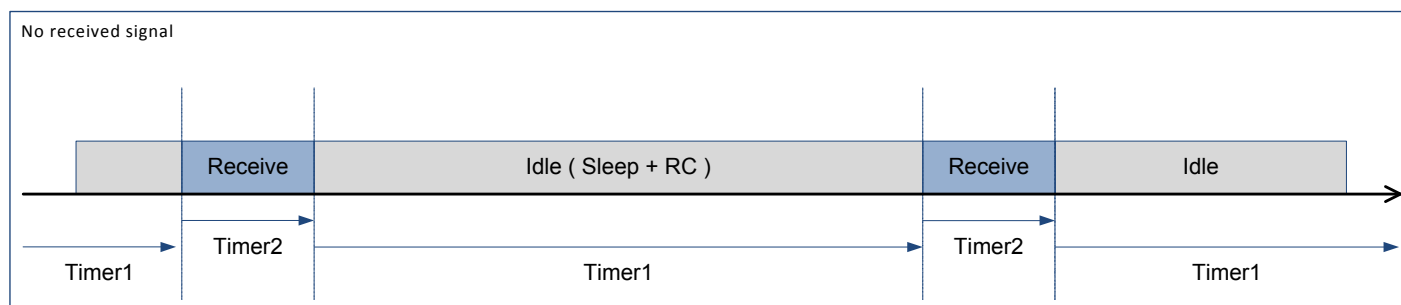 No received signal
Receive
Idle ( Sleep + RC )
Receive
Idle
Timer2
Timer2
Timer1
Timer1
Timer1